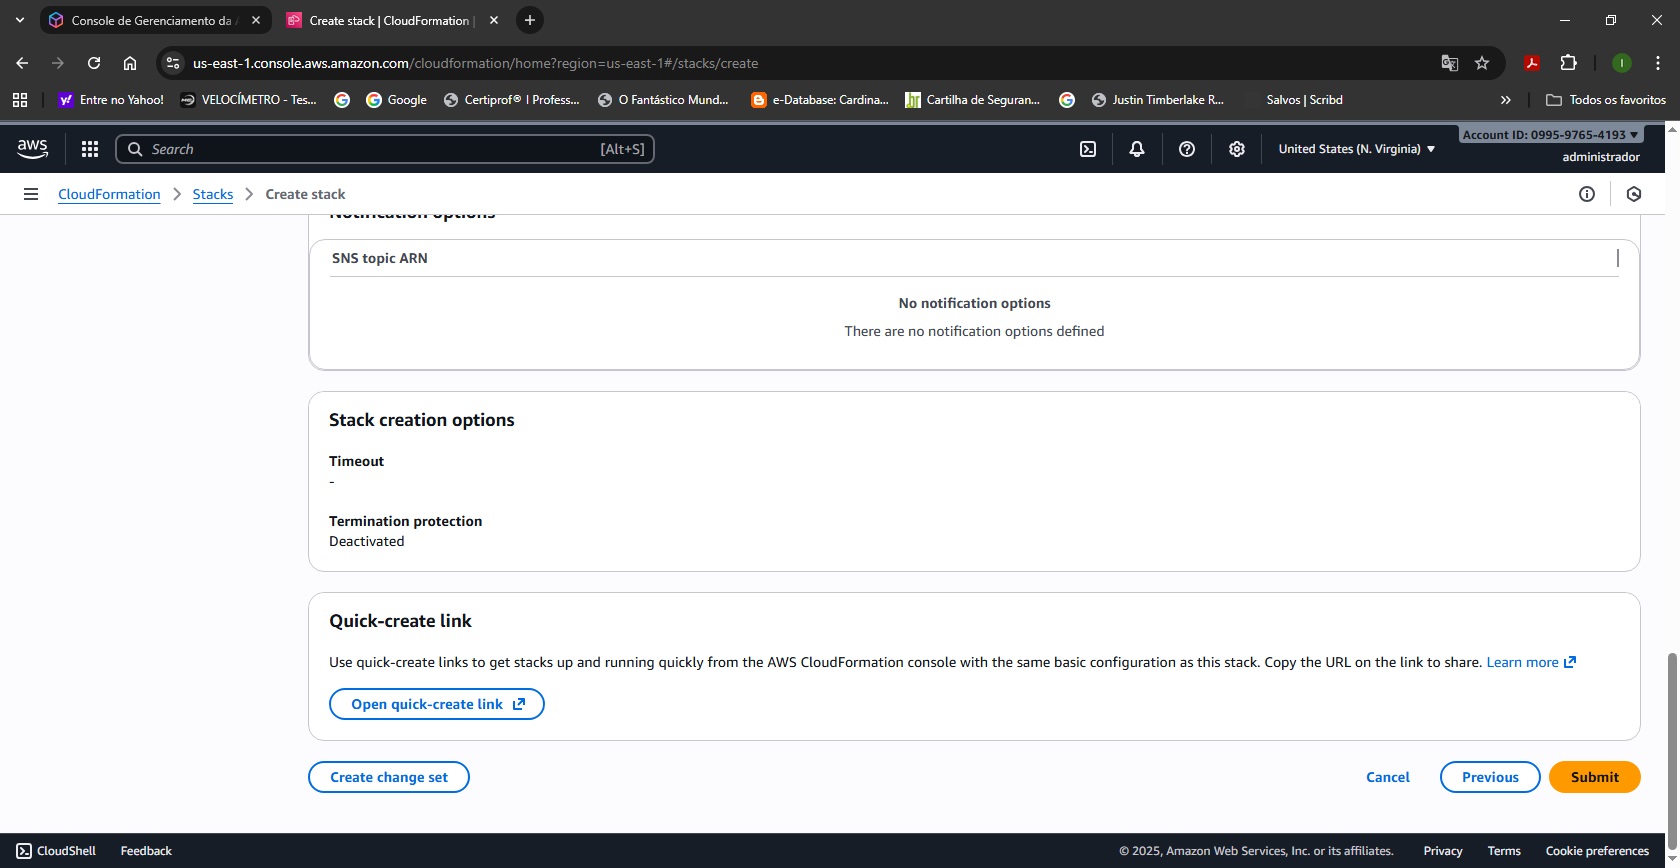 Console de Gerenciamento da
Create stack | CloudFormation |
us-east-1.console.aws.amazon.com/cloudformation/home?region=us-east-1#/stacks/create
I
Entre no Yahoo!
VELOCÍMETRO - Tes...
Google
Certiprof® I Profess...
O Fantástico Mund...
e-Database: Cardina...
Cartilha de Seguran...
Justin Timberlake R...
Salvos | Scribd
»
Todos os favoritos
aws
Search
[Alt+S]
United States (N. Virginia)
Account ID: 0995-9765-4193
administrador
CloudFormation
Stacks
Create stack
Notification options
SNS topic ARN
No notification options
There are no notification options defined
Stack creation options
Timeout
-
Termination protection
Deactivated
Quick-create link
Use quick-create links to get stacks up and running quickly from the AWS CloudFormation console with the same basic configuration as this stack. Copy the URL on the link to share. Learn more
Open quick-create link
Create change set
Cancel
Previous
Submit
CloudShell
Feedback
© 2025, Amazon Web Services, Inc. or its affiliates.
Privacy
Terms
Cookie preferences